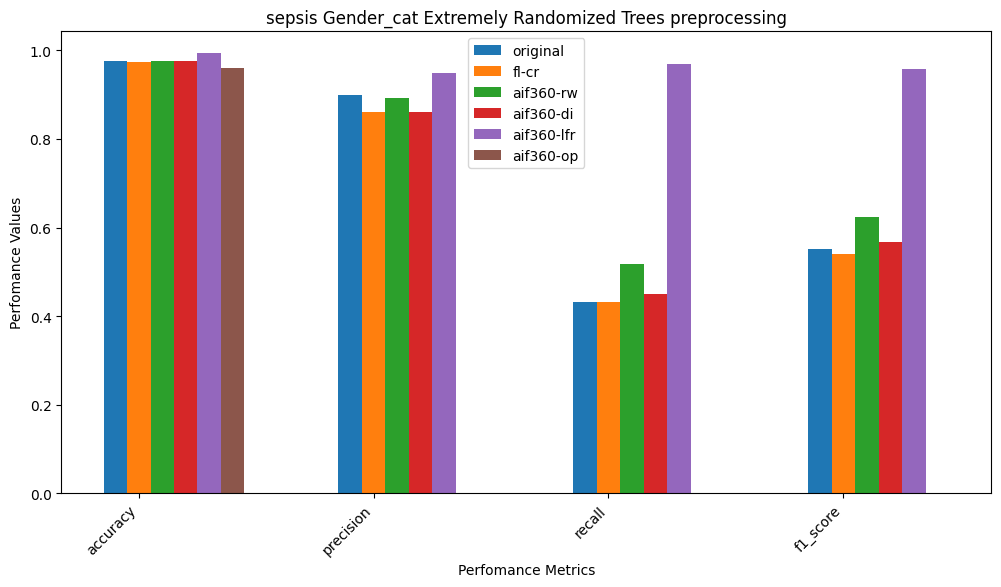 sepsis Gender_cat Extremely Randomized Trees preprocessing
original
fl-cr
aif360-rw
aif360-di
aif360-lfr
aif360-op
Perfomance Values
1.0
0.8
0.6
0.4
0.2
0.0
accuracy
precision
recall
f1_score
Perfomance Metrics